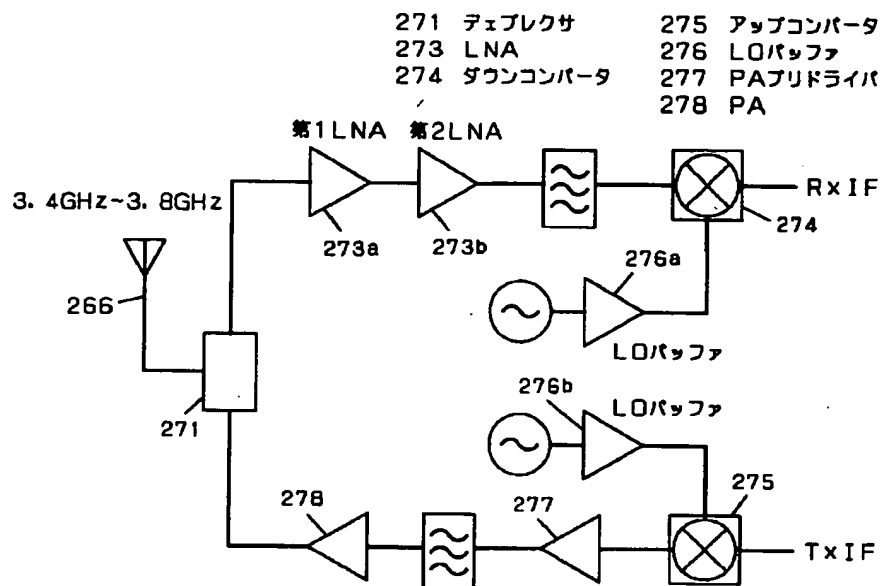 271 デュプレクサ
273 LNA
274 ダウンコンバータ
275 アップコンバータ
276 LOバッファ
277 PAプリドライバ
278 PA
第1LNA 第2LNA
3. 4GHz~3. 8GHz
RxIF
273a
273b
274
276a
266
LOバッファ
276b
LOバッファ
271
278
277
275
TxIF